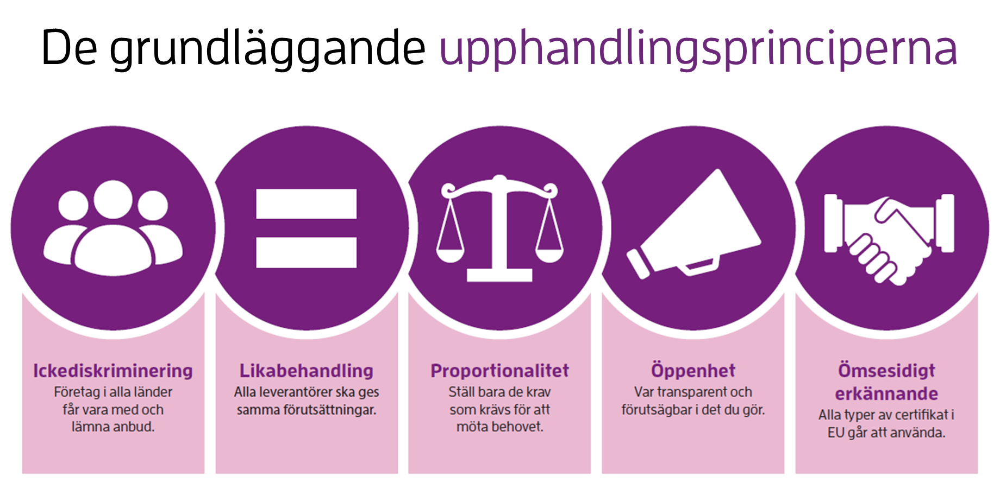 De grundläggande upphandlingsprinciperna
Ickediskriminering
Företag i alla länder
får vara med och
lämna anbud.
Likabehandling
Alla leverantörer ska ges
samma förutsättningar.
Proportionalitet
Ställ bara de krav
som krävs för att
möta behovet.
Öppenhet
Var transparent och
förutsägbar i det du gör.
Ömsesidigt
erkännande
Alla typer av certifikat i
EU går att använda.